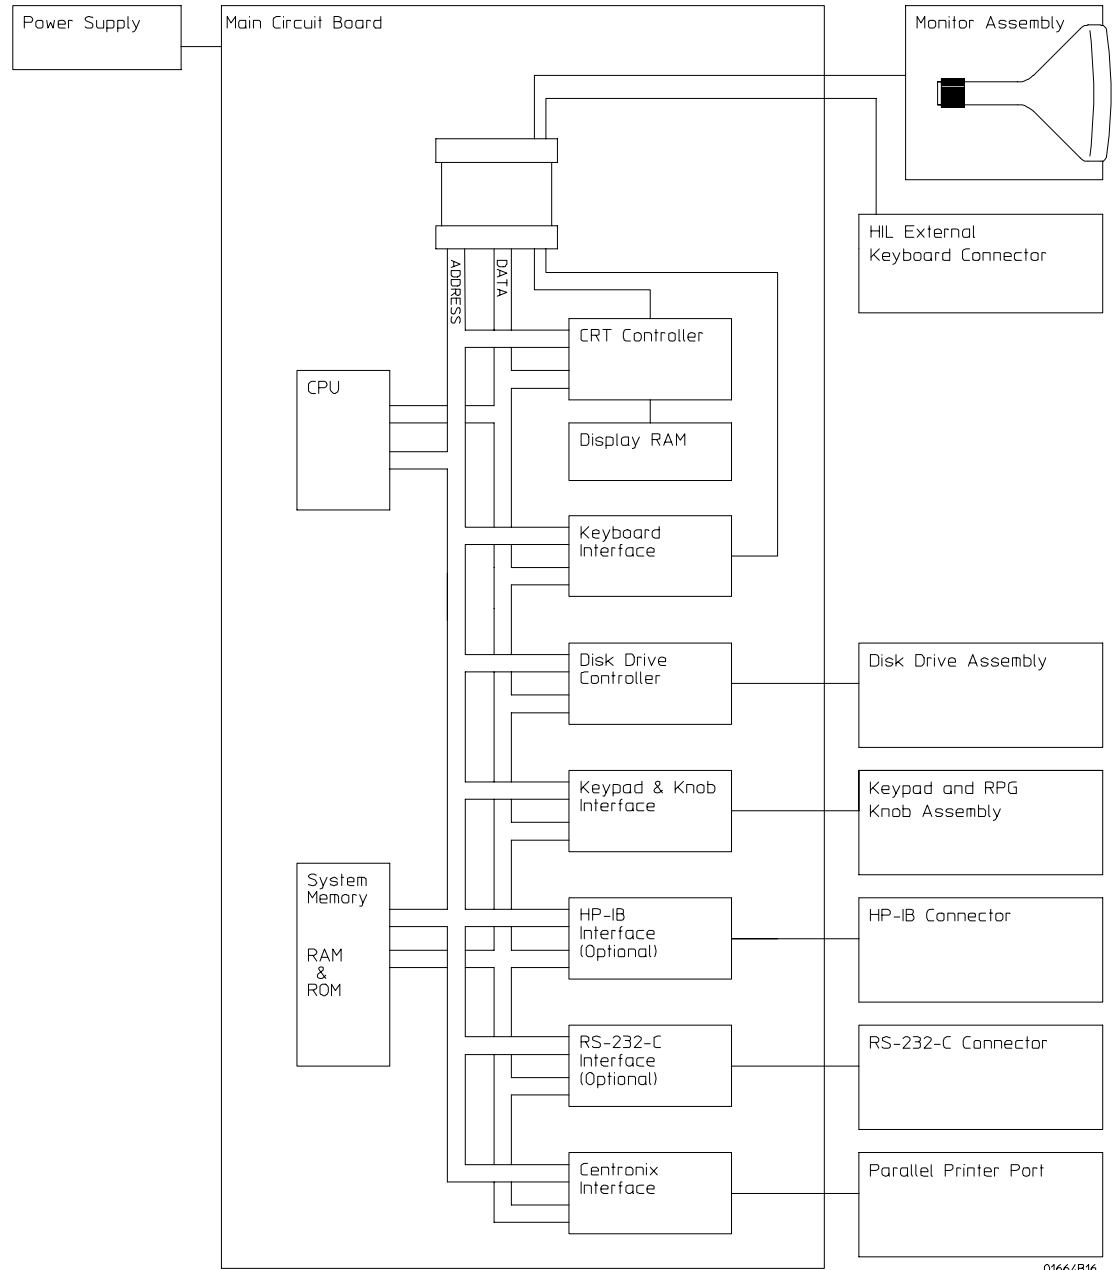 Power Supply
Main Circuit Board
Monitor Assembly
HIL External
Keyboard Connector
ADDRESS
DATA
CRT Controller
CPU
Display RAM
Keyboard
Interface
Disk Drive
Controller
Disk Drive Assembly
Keypad & Knob
Interface
Keypad and RPG
Knob Assembly
System
Memory
RAM
&
ROM
HP-IB
Interface
(Optional)
HP-IB Connector
RS-232-C
Interface
(Optional)
RS-232-C Connector
Centronix
Interface
Parallel Printer Port
01664B16